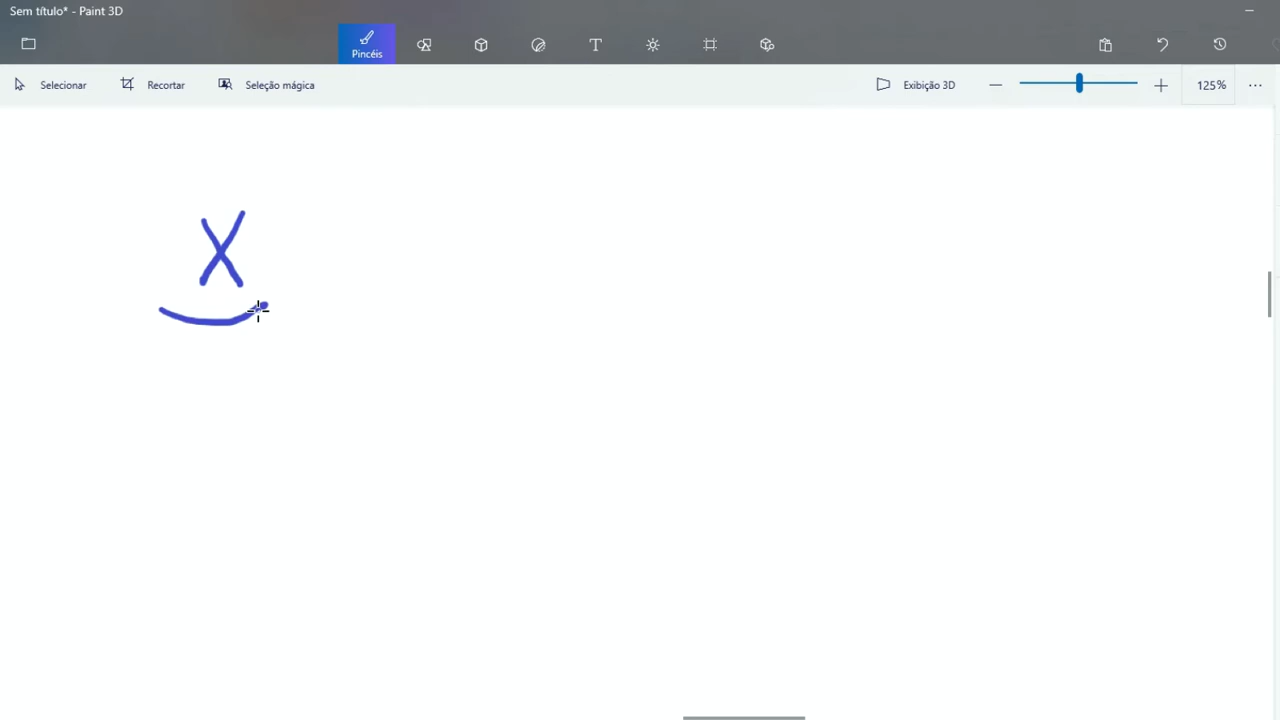 Sem título* - Paint 3D
Pincéis
Selecionar Recortar Seleção mágica Exibição 3D 125%
X